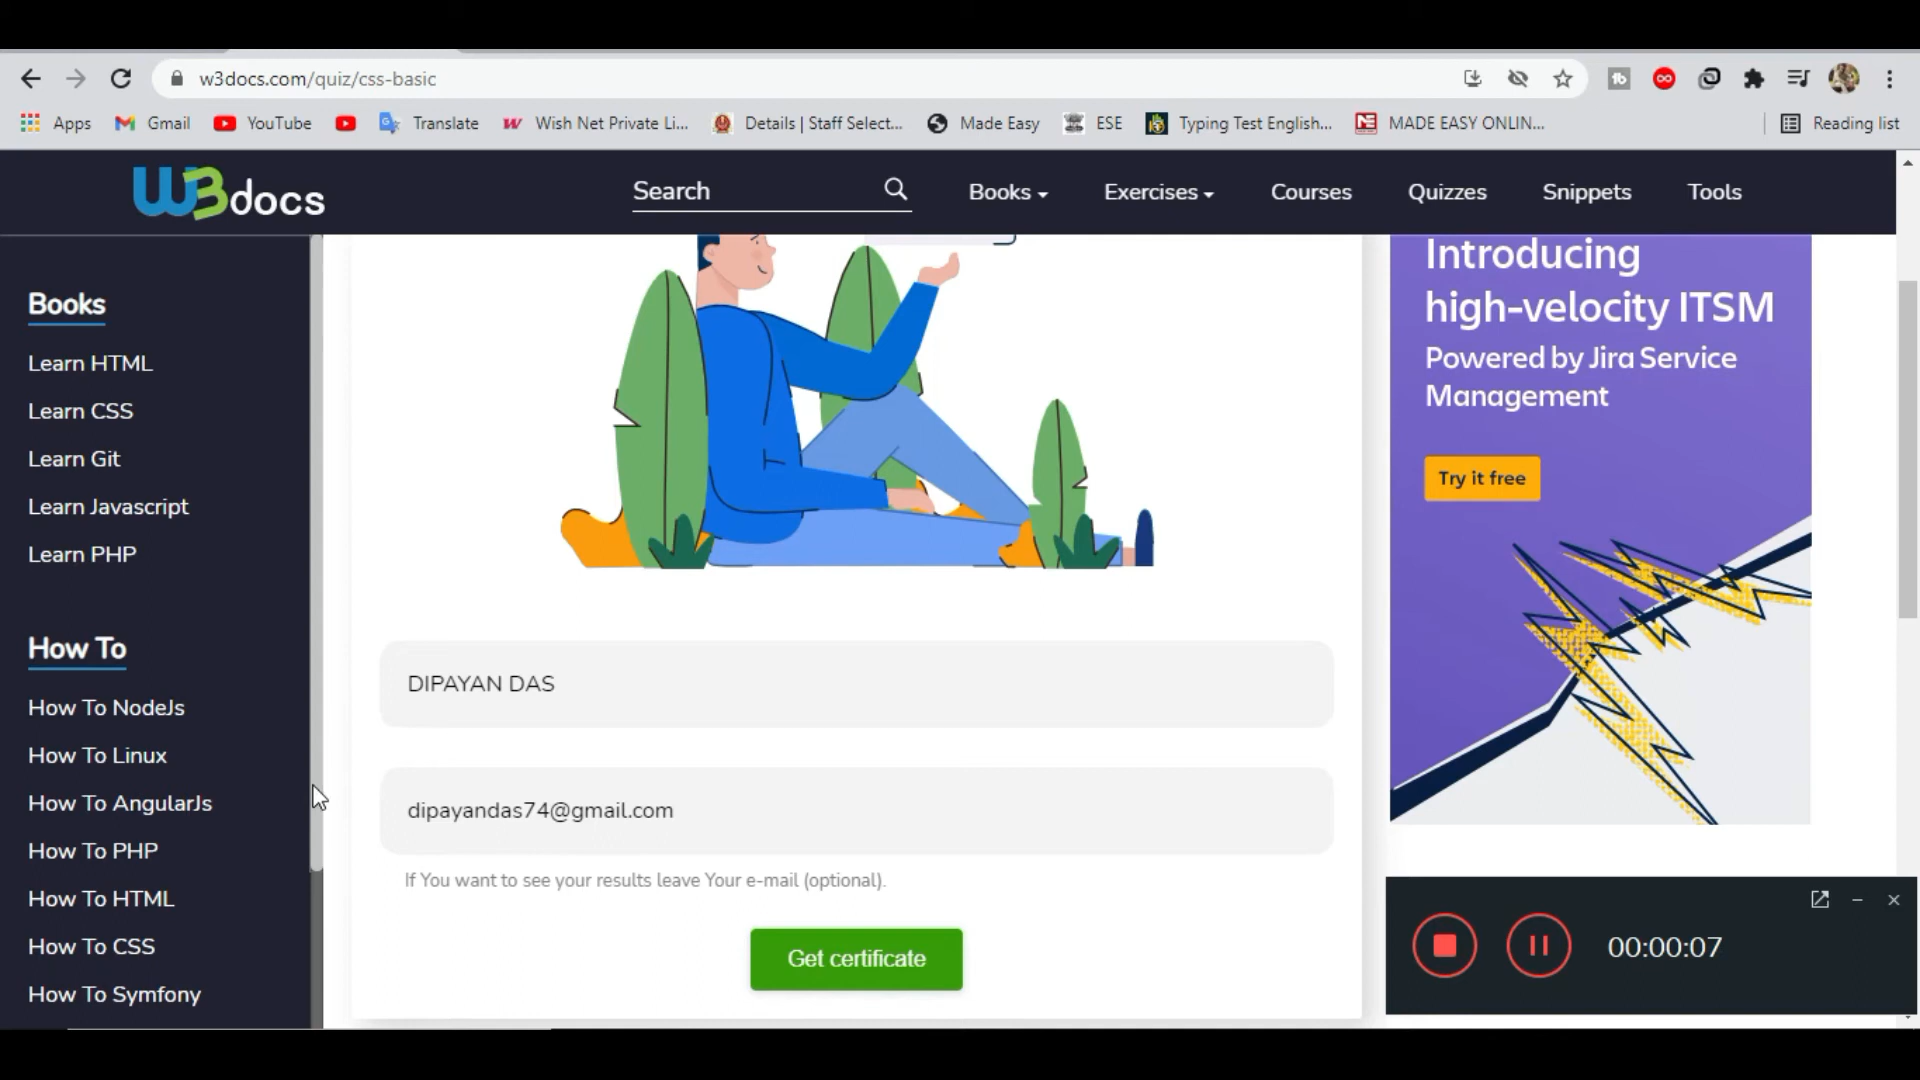 w3docs.com/quiz/css-basic
Apps
Gmail
YouTube
Translate
Wish Net Private Li...
Details | Staff Select...
Made Easy
ESE
Typing Test English...
MADE EASY ONLIN...
Reading list
W3docs
Search
Books
Exercises
Courses
Quizzes
Snippets
Tools
Books
Learn HTML
Learn CSS
Learn Git
Learn Javascript
Learn PHP
How To
How To NodeJs
How To Linux
How To AngularJs
How To PHP
How To HTML
How To CSS
How To Symfony
DIPAYAN DAS
dipayandas74@gmail.com
If You want to see your results leave Your e-mail (optional).
Get certificate
Introducing
high-velocity ITSM
Powered by Jira Service
Management
Try it free
00:00:07